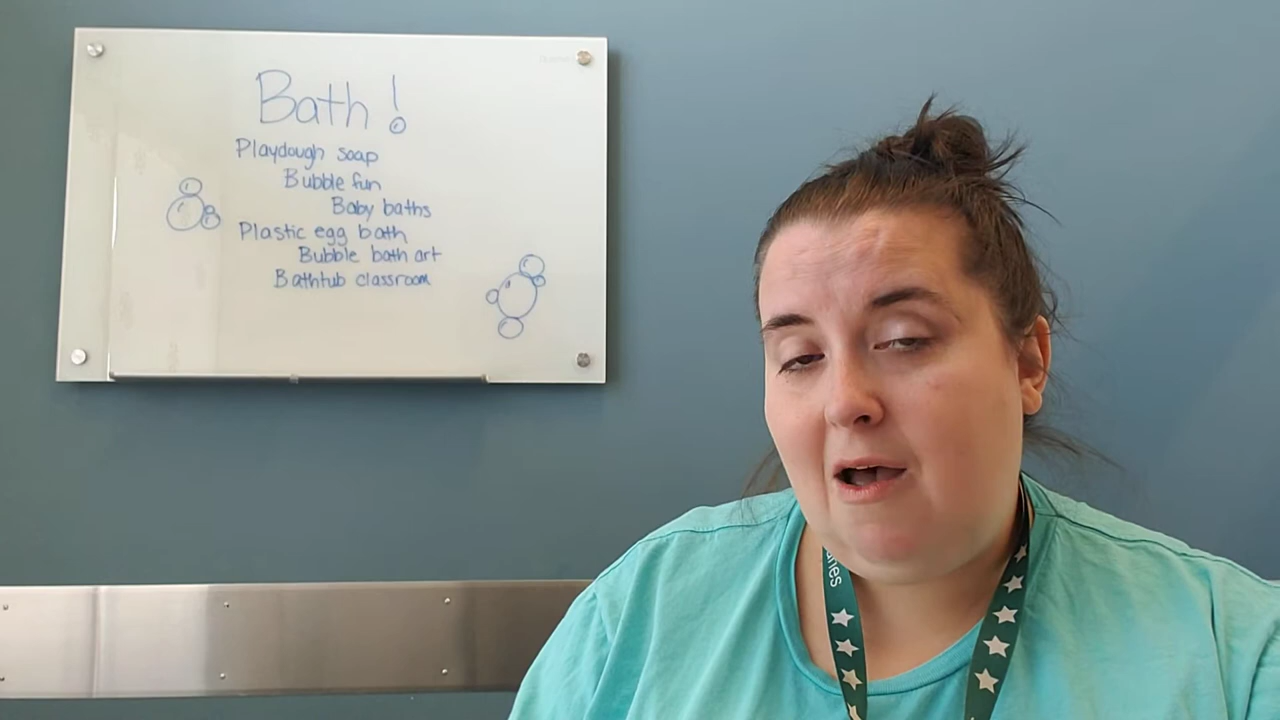 Bath!
Playdough soap
Bubble fun
Baby baths
Plastic egg bath
Bubble bath art
Bathtub classroom